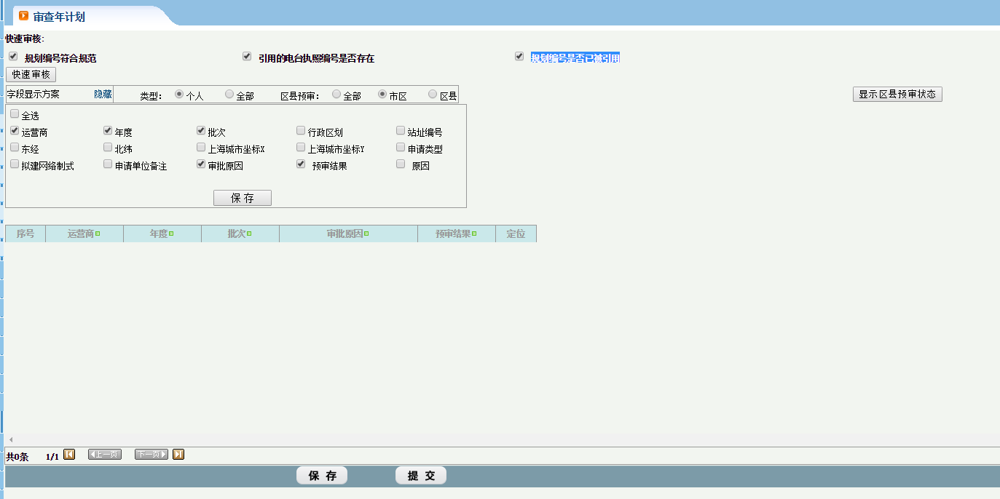 审查年计划
快速审核:
规划编号符合规范 引用的电台执照编号是否存在 规划编号是否已被引用
快速审核
字段显示方案 隐藏 类型: 个人 全部 区县预审: 全部 市区 区县 显示区县预审状态
全选
运营商 年度 批次 行政区划 站址编号
东经 北纬 上海城市坐标X 上海城市坐标Y 申请类型
拟建网络制式 申请单位备注 审批原因 预审结果 原因
保存
序号 运营商 年度 批次 审批原因 预审结果 定位
共0条 1/1 上一页 下一页
保存 提交